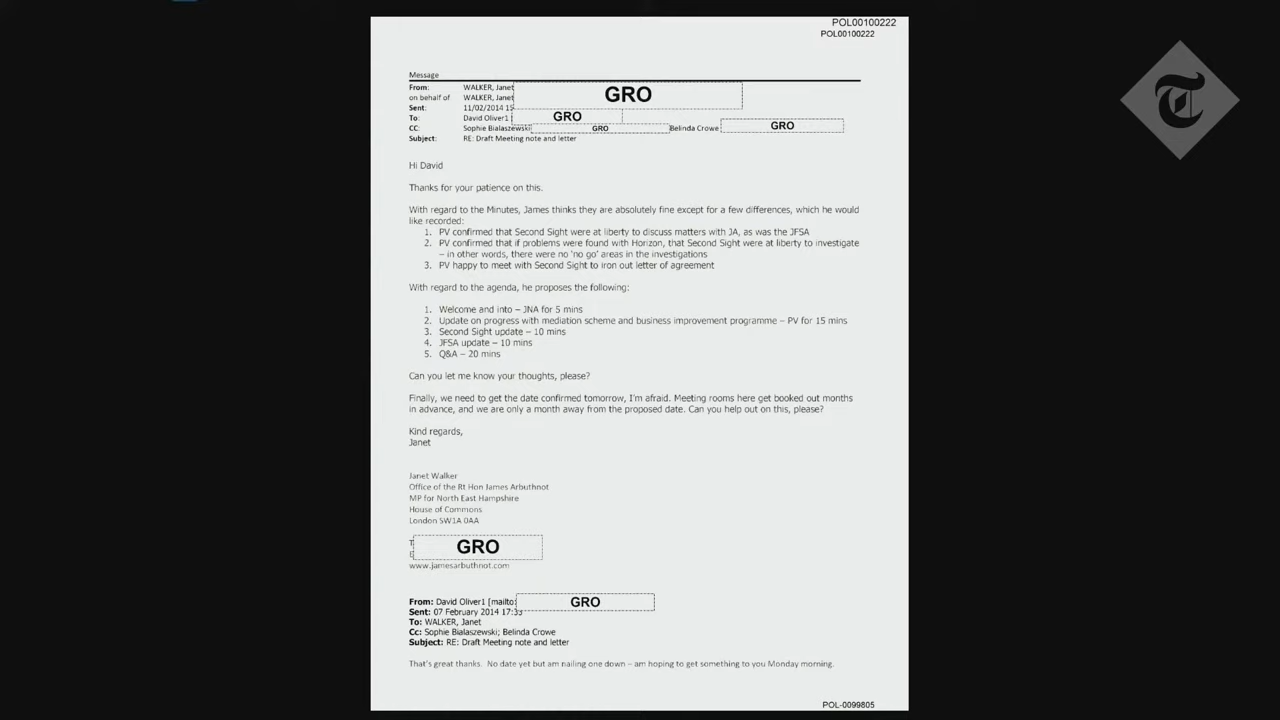 POL00100222
POL00100222
Message
From: WALKER, Janet GRO
on behalf of WALKER, Janet
Sent: 11/02/2014 15
To: David Oliver1 GRO
CC: Sophie Bialaszewski GRO Belinda Crowe GRO
Subject: RE: Draft Meeting note and letter
Hi David
Thanks for your patience on this.
With regard to the Minutes, James thinks they are absolutely fine except for a few differences, which he would
like recorded:
1. PV confirmed that Second Sight were at liberty to discuss matters with JA, as was the JFSA
2. PV confirmed that if problems were found with Horizon, that Second Sight were at liberty to investigate
– in other words, there were no 'no go' areas in the investigations
3. PV happy to meet with Second Sight to iron out letter of agreement
With regard to the agenda, he proposes the following:
1. Welcome and into – JNA for 5 mins
2. Update on progress with mediation scheme and business improvement programme – PV for 15 mins
3. Second Sight update – 10 mins
4. JFSA update – 10 mins
5. Q&A – 20 mins
Can you let me know your thoughts, please?
Finally, we need to get the date confirmed tomorrow, I'm afraid. Meeting rooms here get booked out months
in advance, and we are only a month away from the proposed date. Can you help out on this, please?
Kind regards,
Janet
Janet Walker
Office of the Rt Hon James Arbuthnot
MP for North East Hampshire
House of Commons
London SW1A 0AA
GRO
www.jamesarbuthnot.com
From: David Oliver1 [mailto: GRO
Sent: 07 February 2014 17:33
To: WALKER, Janet
Cc: Sophie Bialaszewski; Belinda Crowe
Subject: RE: Draft Meeting note and letter
That's great thanks. No date yet but am nailing one down – am hoping to get something to you Monday morning.
POL-0099805